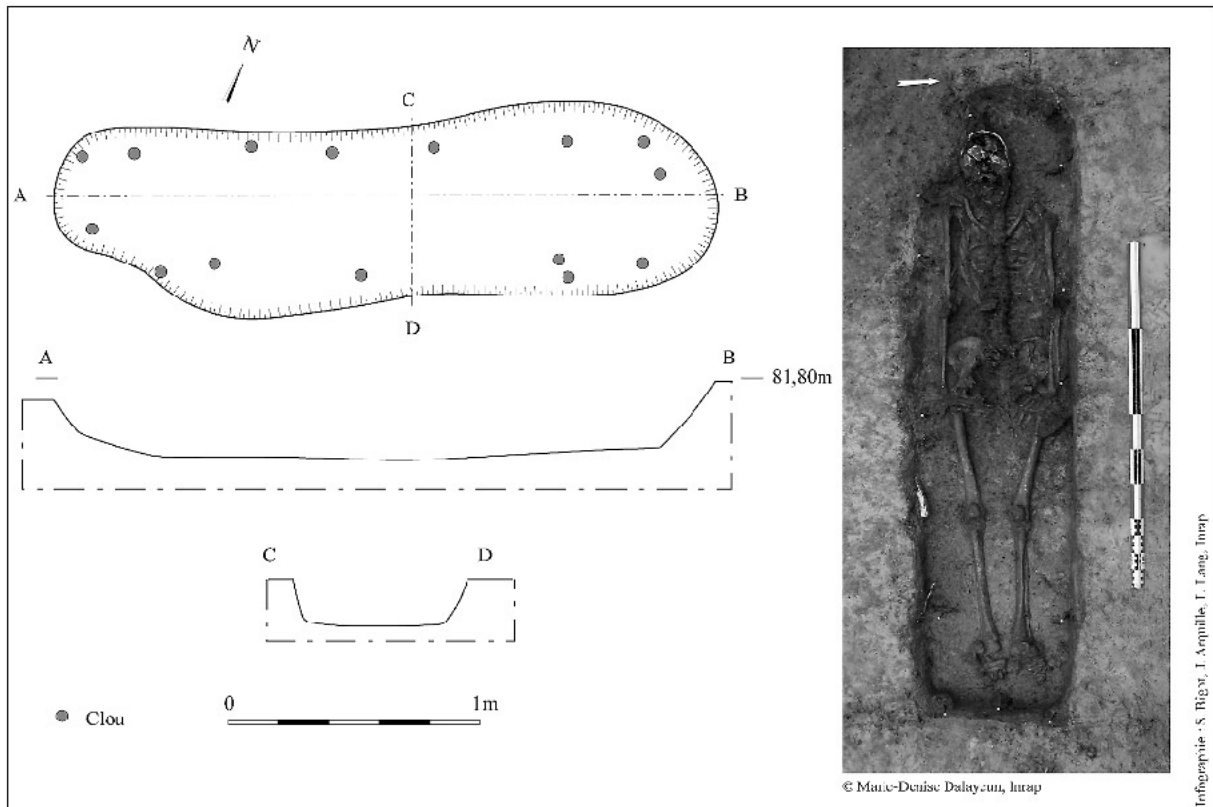 N
C
A
B
D
A
B
81,80m
C
D
0
1m
Clou
© Marie-Denise Dalayeun, Inrap
Infographie : S. Bigot, J. Arquille, L. Lang, Inrap